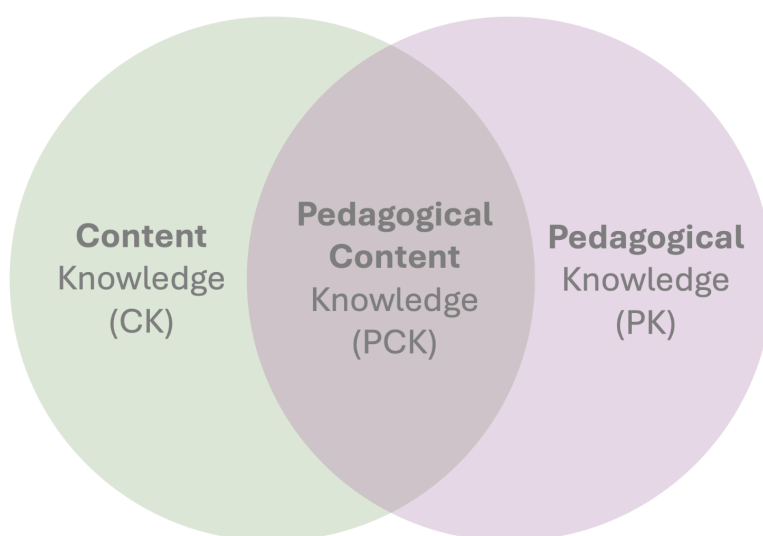 Content
Knowledge
(CK)
Pedagogical
Content
Knowledge
(PCK)
Pedagogical
Knowledge
(PK)